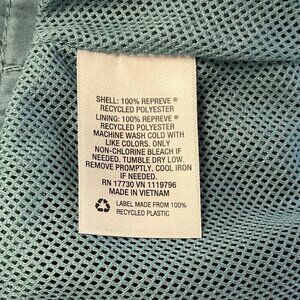 SHELL: 100% REPREVE ®
RECYCLED POLYESTER
LINING: 100% REPREVE ®
RECYCLED POLYESTER
MACHINE WASH COLD WITH
LIKE COLORS. ONLY
NON-CHLORINE BLEACH IF
NEEDED. TUMBLE DRY LOW.
REMOVE PROMPTLY. COOL IRON
IF NEEDED.
RN 17730 VN 1119796
MADE IN VIETNAM
LABEL MADE FROM 100%
RECYCLED PLASTIC